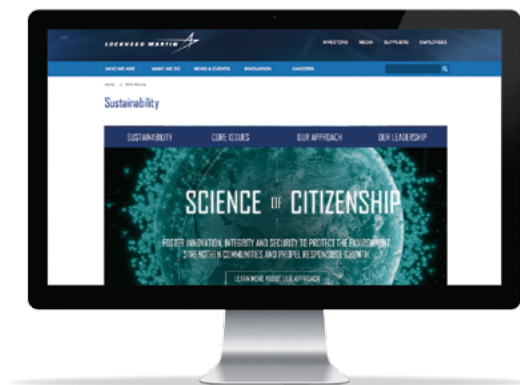 LOCKHEED MARTIN
INVESTORS MEDIA SUPPLIERS EMPLOYEES
WHO WE ARE WHAT WE DO NEWS & EVENTS INNOVATION CAREERS
Home
Sustainability
SUSTAINABILITY CORE ISSUES OUR APPROACH OUR LEADERSHIP
SCIENCE OF CITIZENSHIP
FOSTER INNOVATION, INTEGRITY AND SECURITY TO PROTECT THE ENVIRONMENT,
STRENGTHEN COMMUNITIES AND PROPEL RESPONSIBLE GROWTH.
LEARN MORE ABOUT OUR APPROACH